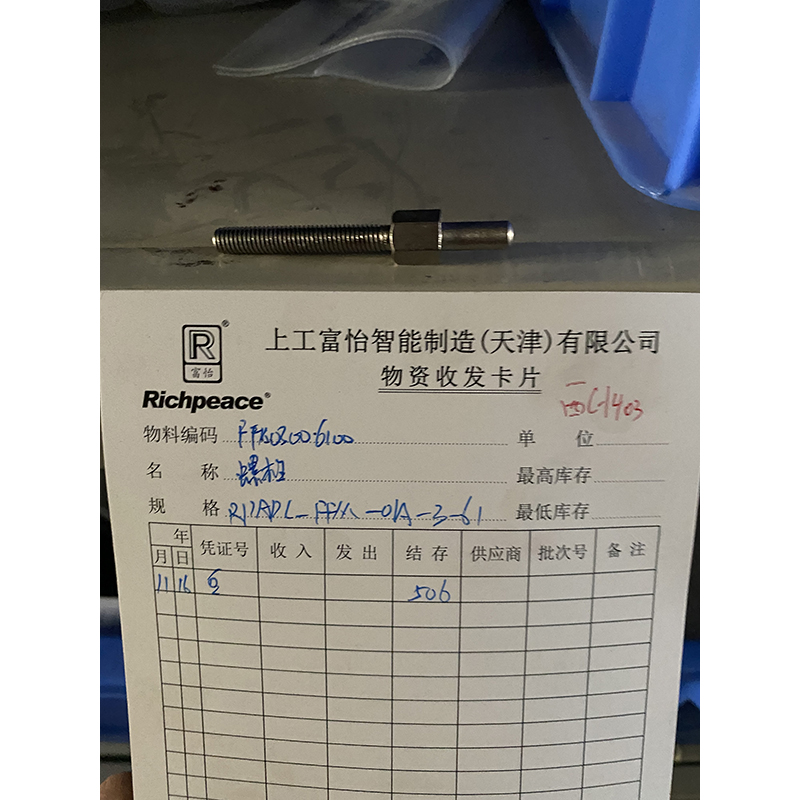 R®
富怡
Richpeace®
上工富怡智能制造(天津)有限公司
物资收发卡片
物料编码 单 位
名 称 螺柱 最高库存
规 格 最低库存
年
月 日 凭证号 收 入 发 出 结 存 供应商 批次号 备 注
11 16 506